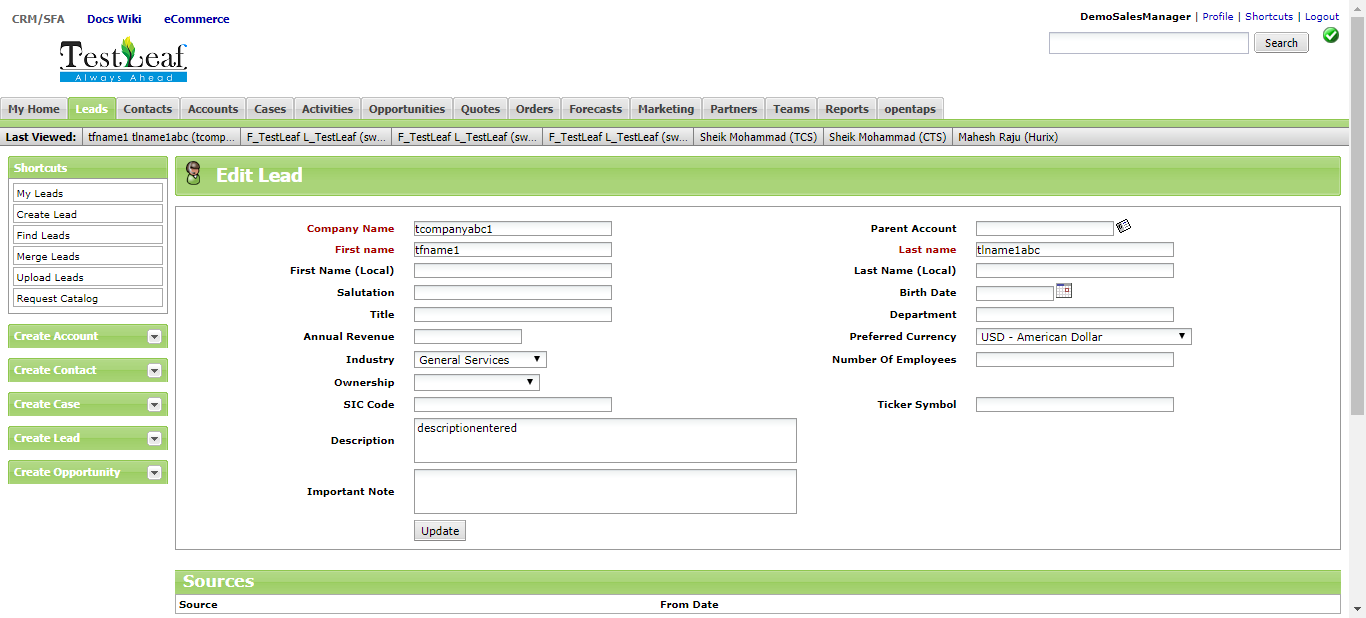 CRM/SFA Docs Wiki eCommerce
DemoSalesManager | Profile | Shortcuts | Logout
Search
TestLeaf
Always Ahead
My Home Leads Contacts Accounts Cases Activities Opportunities Quotes Orders Forecasts Marketing Partners Teams Reports opentaps
Last Viewed: tfname1 tlname1abc (tcomp... F_TestLeaf L_TestLeaf (sw... F_TestLeaf L_TestLeaf (sw... F_TestLeaf L_TestLeaf (sw... Sheik Mohammad (TCS) Sheik Mohammad (CTS) Mahesh Raju (Hurix)
Shortcuts
My Leads
Create Lead
Find Leads
Merge Leads
Upload Leads
Request Catalog
Create Account
Create Contact
Create Case
Create Lead
Create Opportunity
Edit Lead
Company Name tcompanyabc1 Parent Account
First name tfname1 Last name tlname1abc
First Name (Local) Last Name (Local)
Salutation Birth Date
Title Department
Annual Revenue Preferred Currency USD - American Dollar
Industry General Services Number Of Employees
Ownership
SIC Code Ticker Symbol
Description descriptionentered
Important Note
Update
Sources
Source From Date